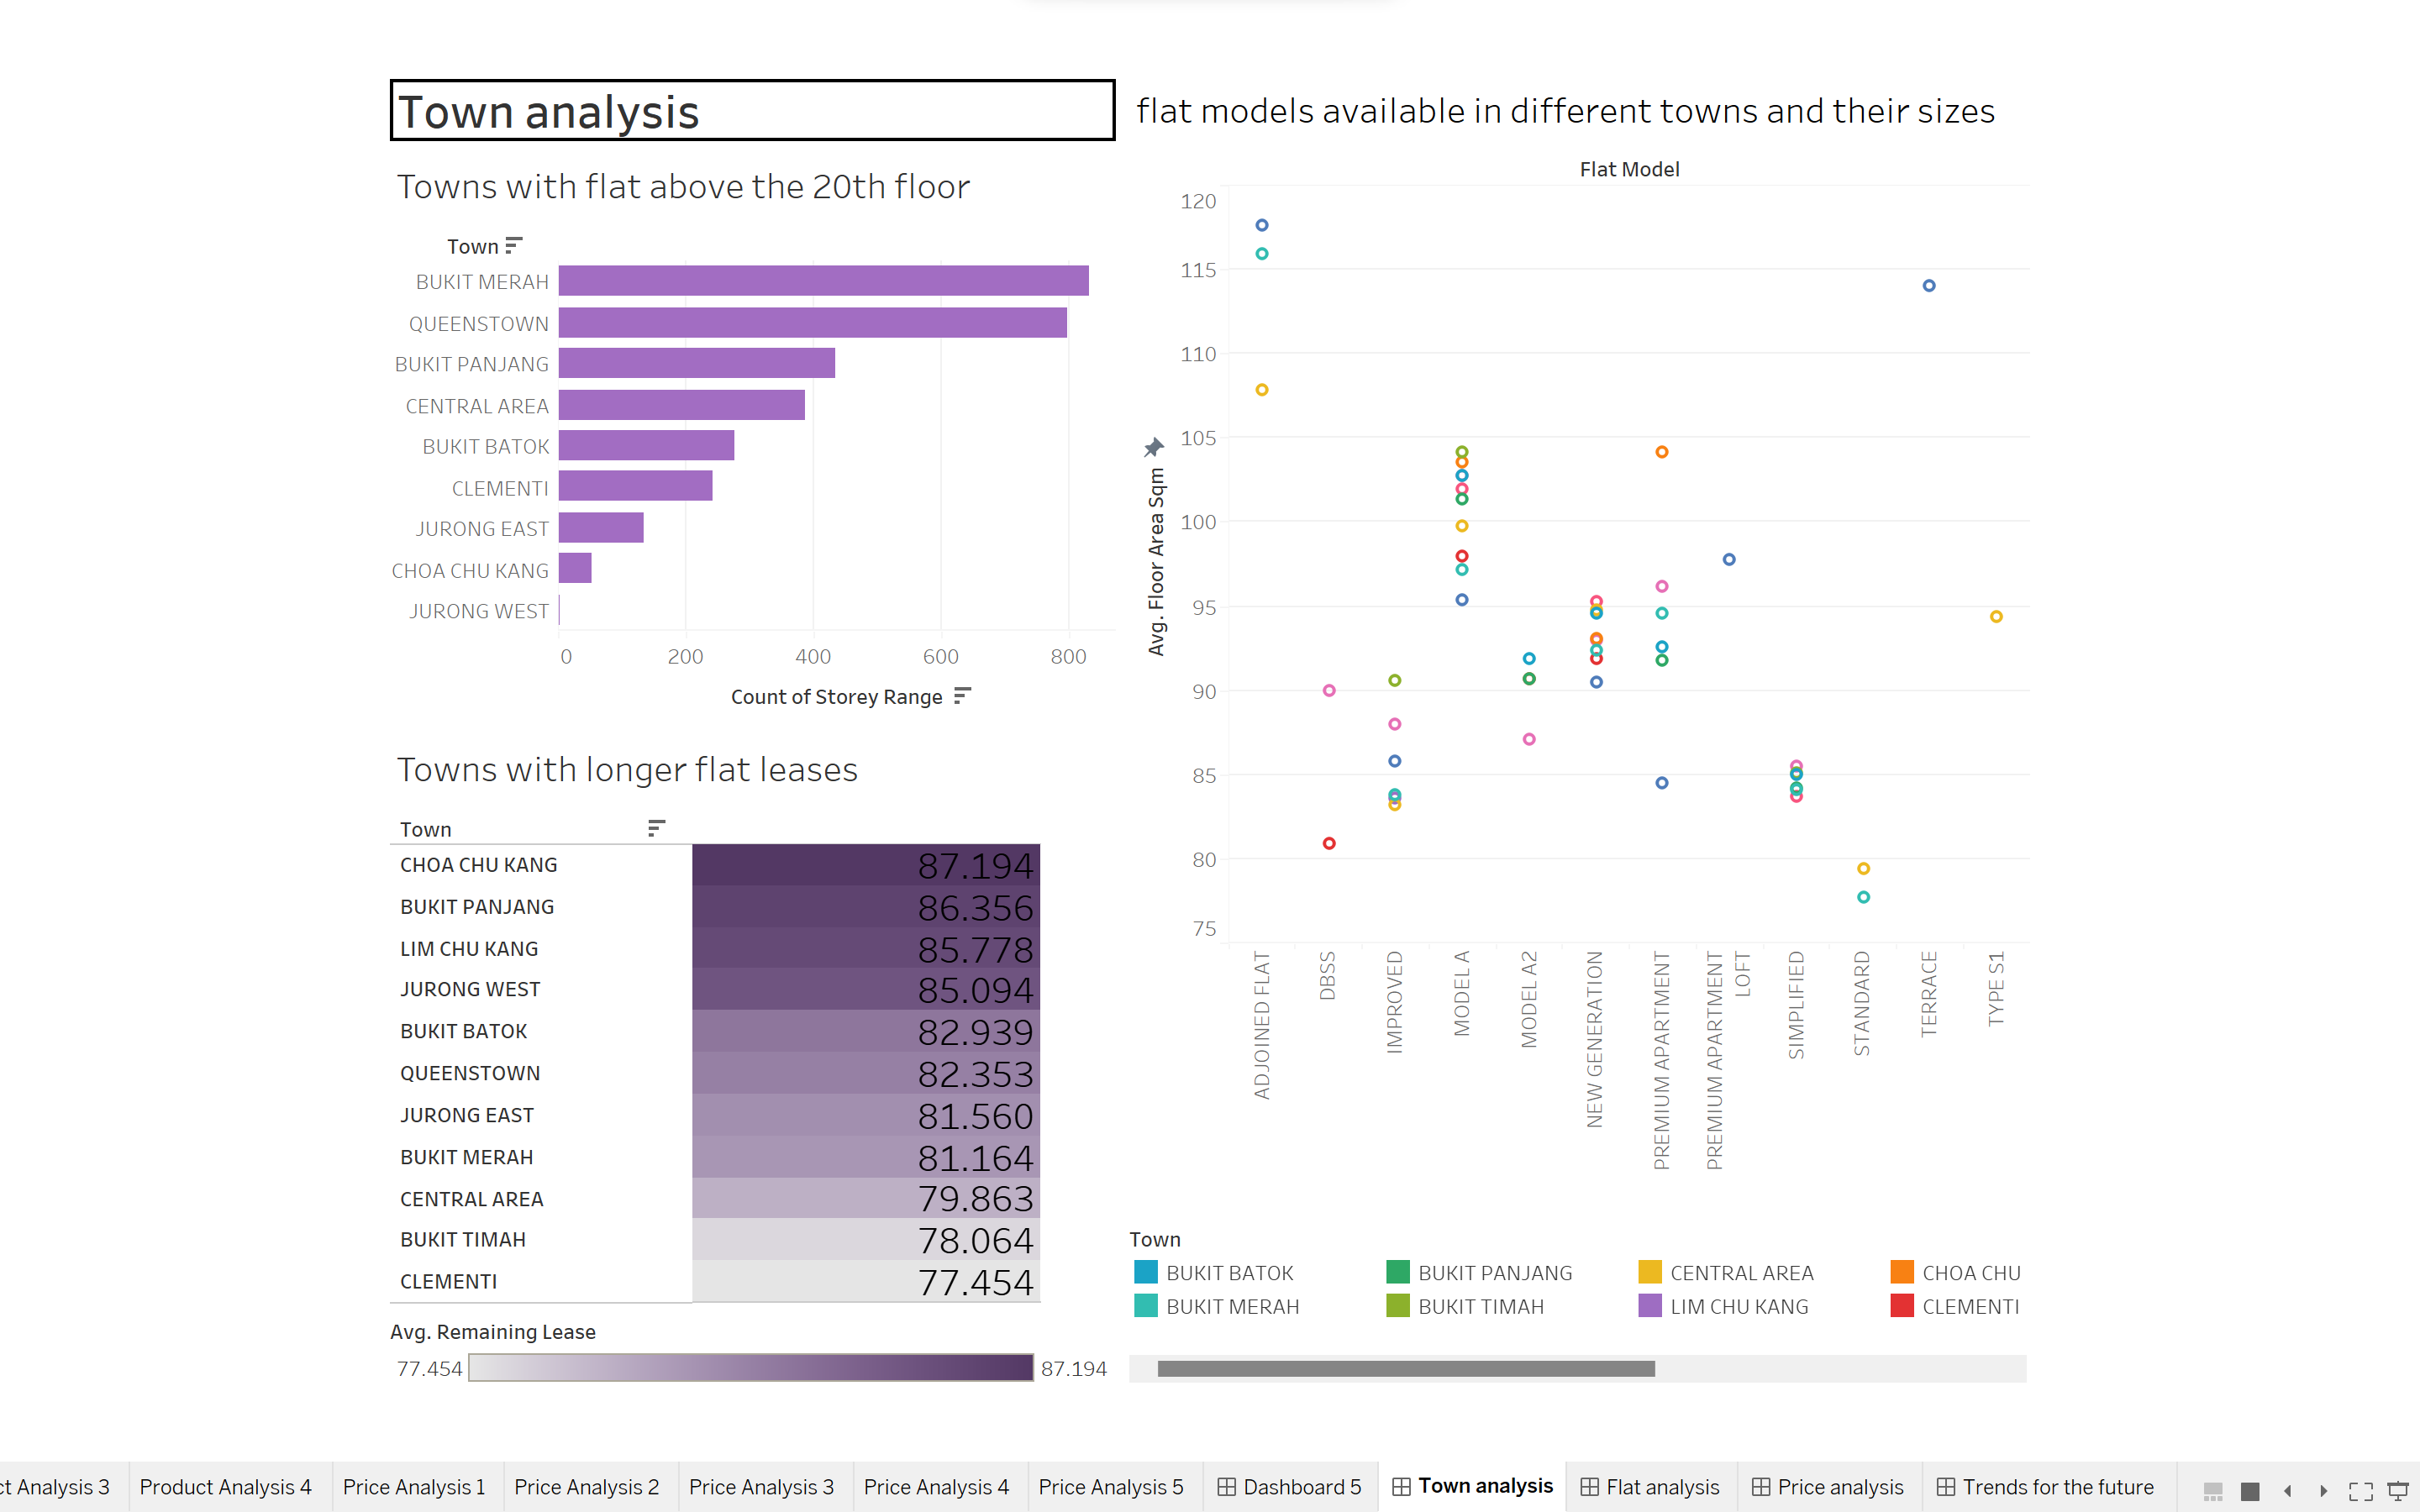 Town analysis
Towns with flat above the 20th floor
Town
BUKIT MERAH
QUEENSTOWN
BUKIT PANJANG
CENTRAL AREA
BUKIT BATOK
CLEMENTI
JURONG EAST
CHOA CHU KANG
JURONG WEST
0 200 400 600 800
Count of Storey Range
Towns with longer flat leases
Town
CHOA CHU KANG 87.194
BUKIT PANJANG 86.356
LIM CHU KANG 85.778
JURONG WEST 85.094
BUKIT BATOK 82.939
QUEENSTOWN 82.353
JURONG EAST 81.560
BUKIT MERAH 81.164
CENTRAL AREA 79.863
BUKIT TIMAH 78.064
CLEMENTI 77.454
Avg. Remaining Lease
77.454 87.194
flat models available in different towns and their sizes
Flat Model
120
115
110
105
100
95
90
85
80
75
Avg. Floor Area Sqm
ADJOINED FLAT
DBSS
IMPROVED
MODEL A
MODEL A2
NEW GENERATION
PREMIUM APARTMENT
PREMIUM APARTMENT
LOFT
SIMPLIFIED
STANDARD
TERRACE
TYPE S1
Town
BUKIT BATOK BUKIT PANJANG CENTRAL AREA CHOA CHU
BUKIT MERAH BUKIT TIMAH LIM CHU KANG CLEMENTI
ct Analysis 3 Product Analysis 4 Price Analysis 1 Price Analysis 2 Price Analysis 3 Price Analysis 4 Price Analysis 5 Dashboard 5 Town analysis Flat analysis Price analysis Trends for the future